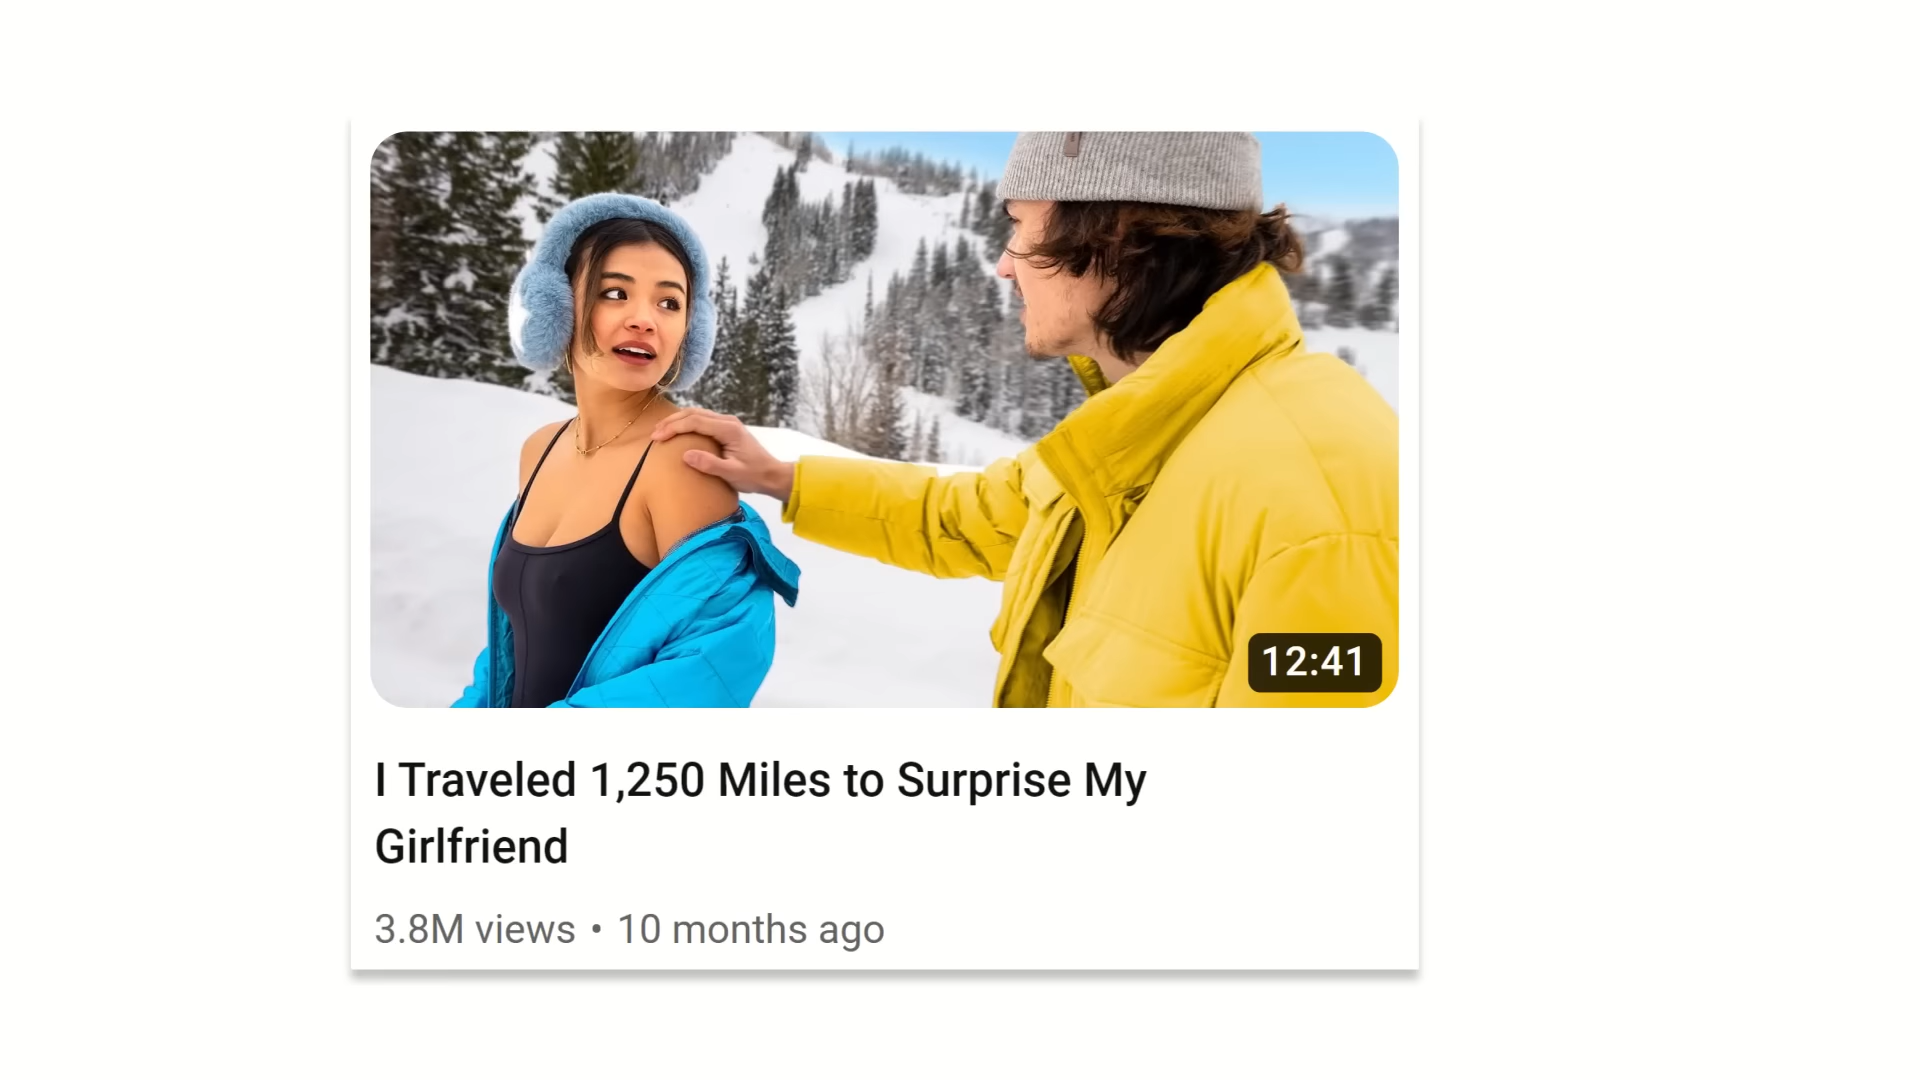 12:41
I Traveled 1,250 Miles to Surprise My
Girlfriend
3.8M views • 10 months ago